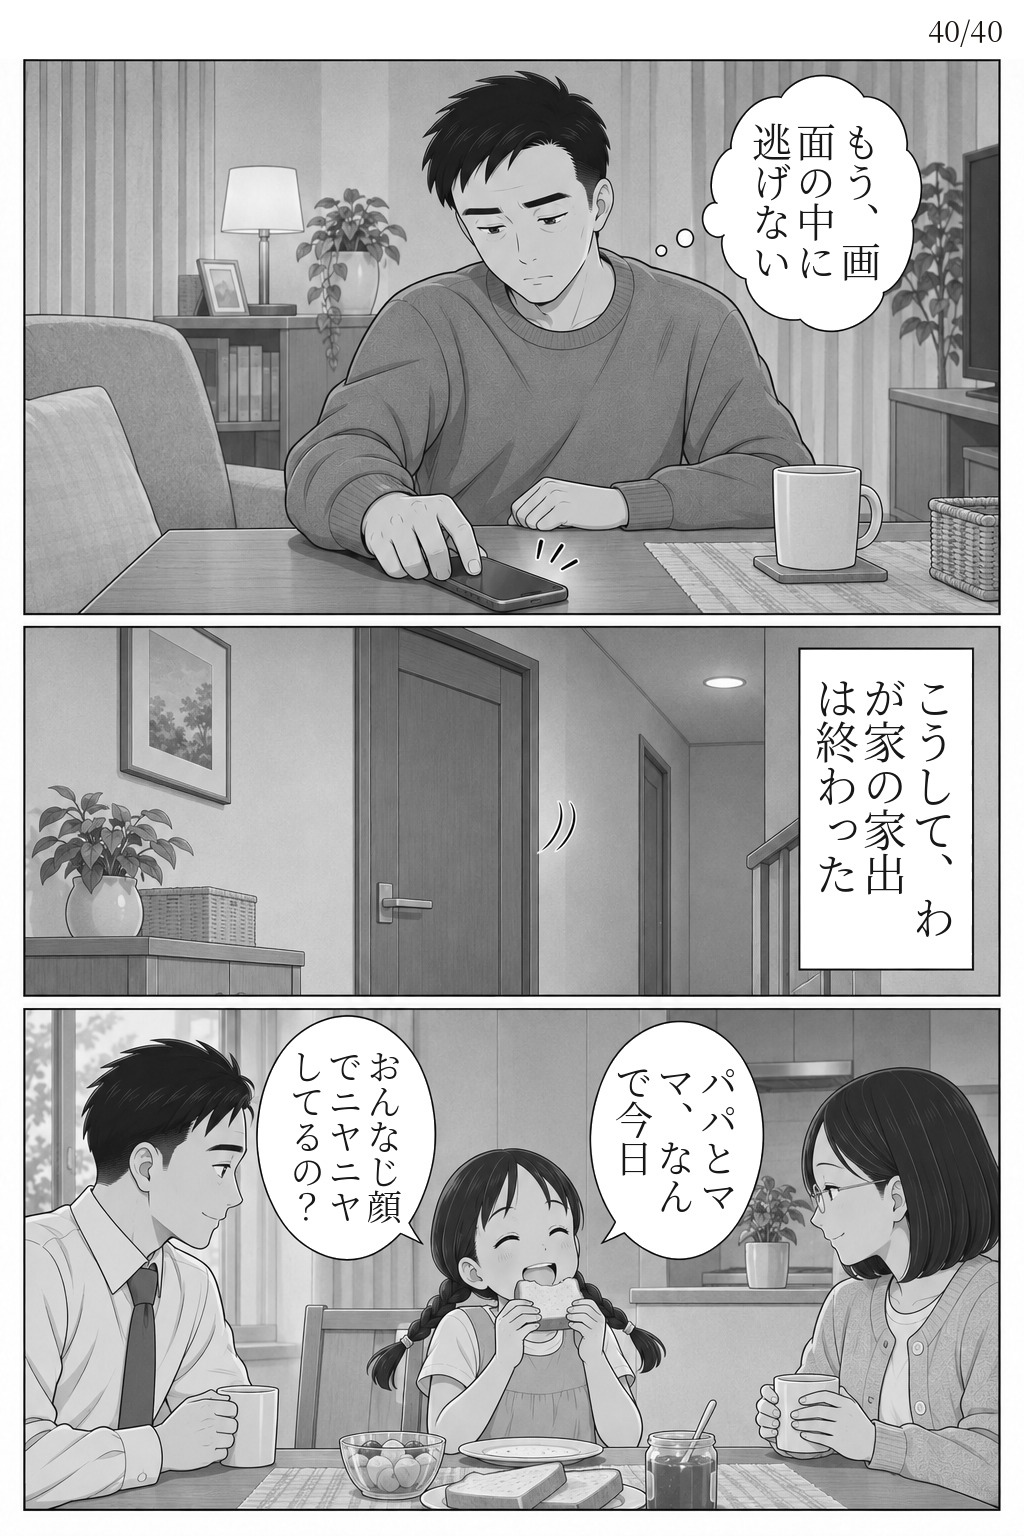 40/40
もう、画
面の中に
逃げない
こうして、わ
が家の家出
は終わった
パパとマ
マ、なん
で今日
おんなじ顔
でニヤニヤ
してるの？